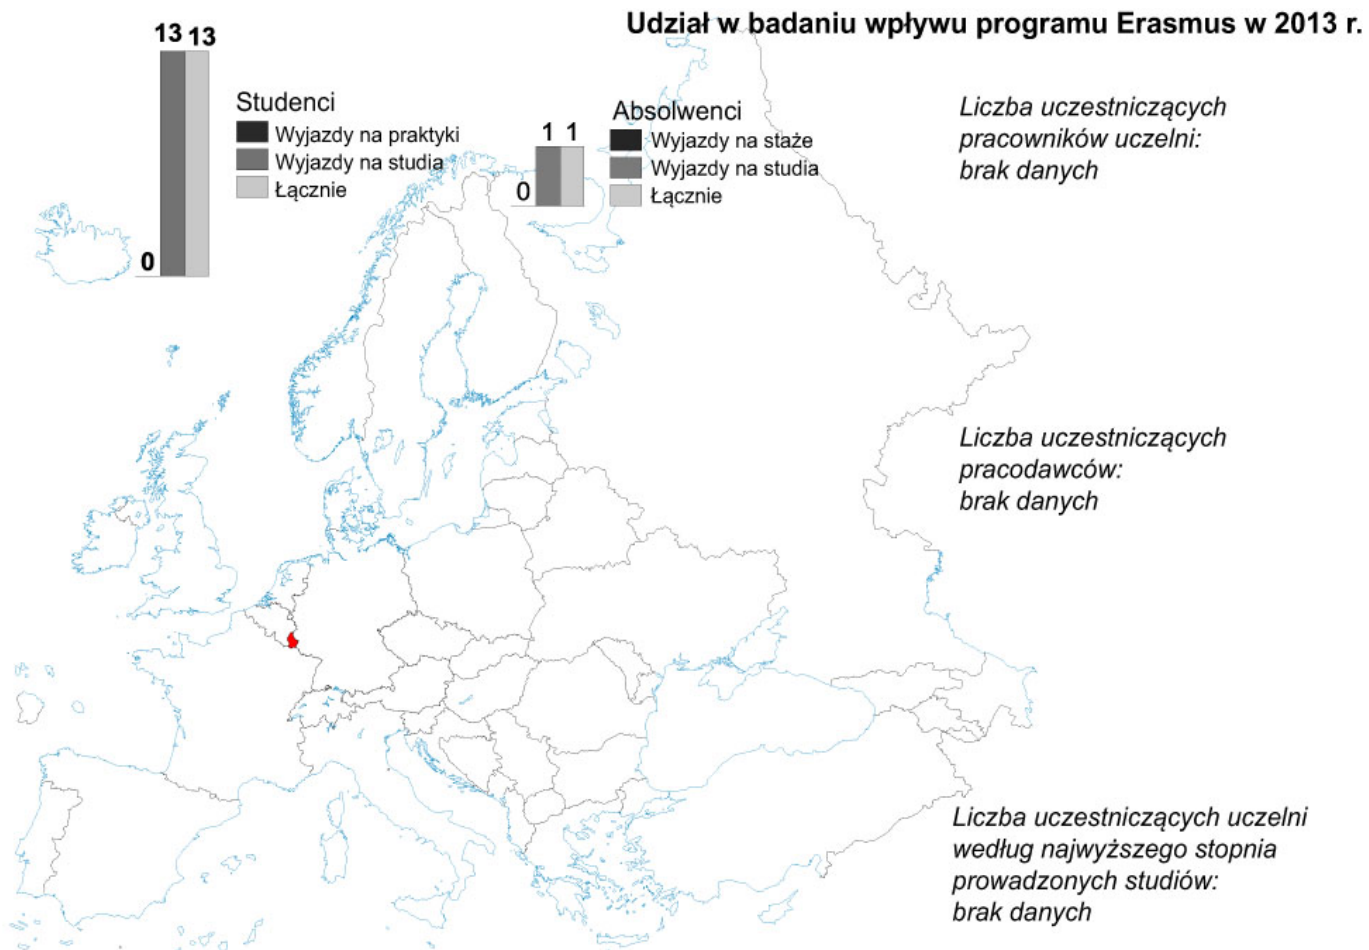 Udział w badaniu wpływu programu Erasmus w 2013 r.
13 13
0
Studenci
Wyjazdy na praktyki
Wyjazdy na studia
Łącznie
1 1
0
Absolwenci
Wyjazdy na staże
Wyjazdy na studia
Łącznie
Liczba uczestniczących
pracowników uczelni:
brak danych
Liczba uczestniczących
pracodawców:
brak danych
Liczba uczestniczących uczelni
według najwyższego stopnia
prowadzonych studiów:
brak danych